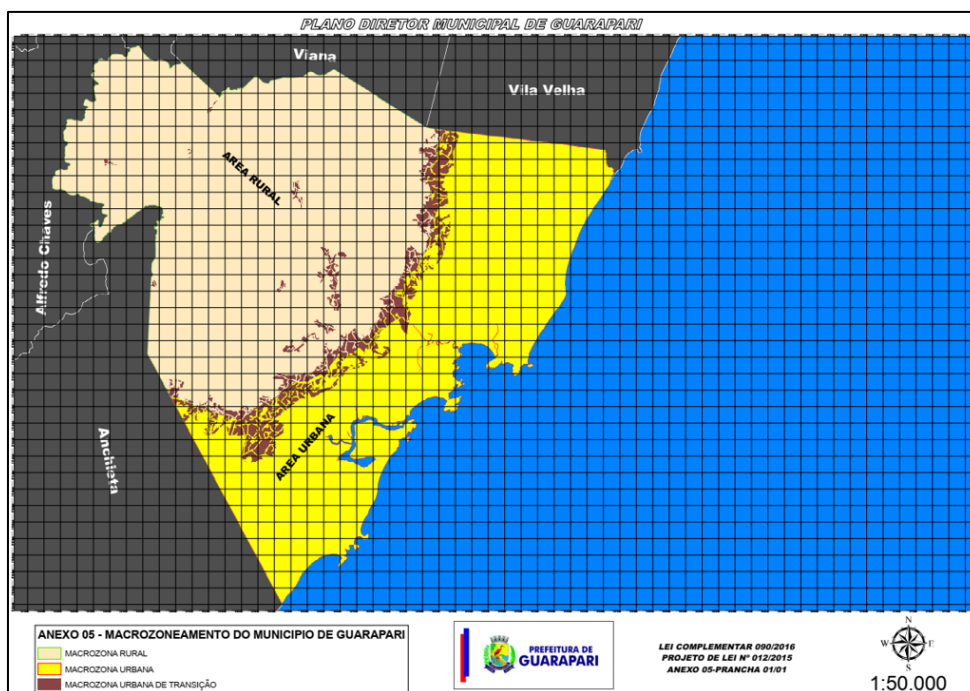 PLANO DIRETOR MUNICIPAL DE GUARAPARI
Viana
Vila Velha
AREA RURAL
Alfredo Chaves
Anchieta
AREA URBANA
ANEXO 05 - MACROZONEAMENTO DO MUNICIPIO DE GUARAPARI
MACROZONA RURAL
MACROZONA URBANA
MACROZONA URBANA DE TRANSIÇÃO
PREFEITURA DE
GUARAPARI
LEI COMPLEMENTAR 090/2016
PROJETO DE LEI Nº 012/2015
ANEXO 05-PRANCHA 01/01
N
W E
S
1:50.000